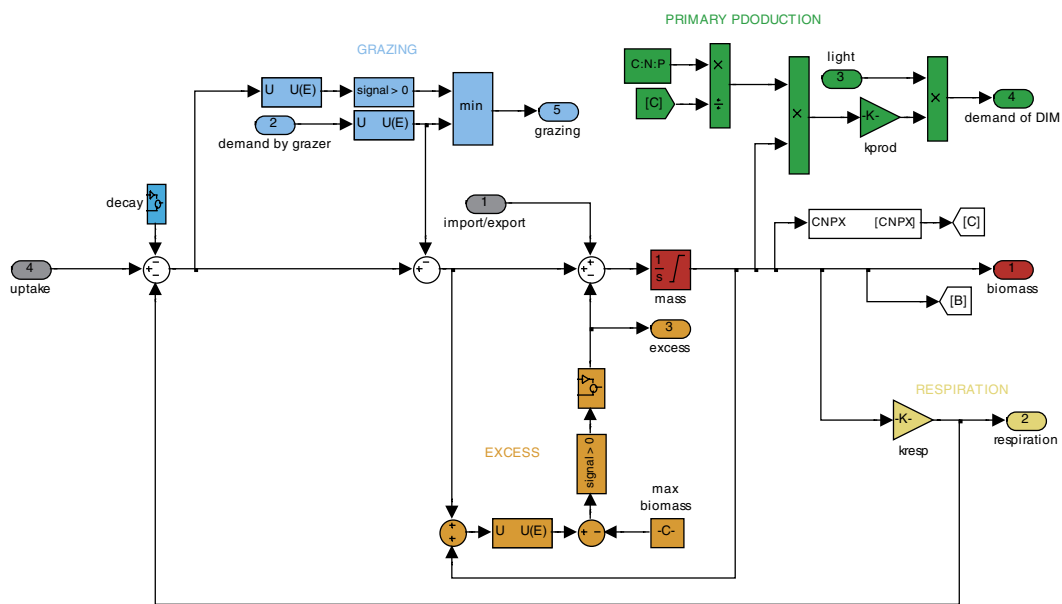 PRIMARY PDODUCTION
GRAZING
light
C:N:P
×
3
U U(E)
signal > 0
min
[C]
÷
×
-K-
×
4
demand of DIM
5
grazing
2
U U(E)
demand by grazer
kprod
decay
1
import/export
CNPX [CNPX]
[C]
4
uptake
−
+
−
+
−
+
−
+
1
s
mass
1
biomass
[B]
3
excess
RESPIRATION
-K-
2
kresp
respiration
EXCESS
signal > 0
max
biomass
+
+
U U(E)
+ −
-C-